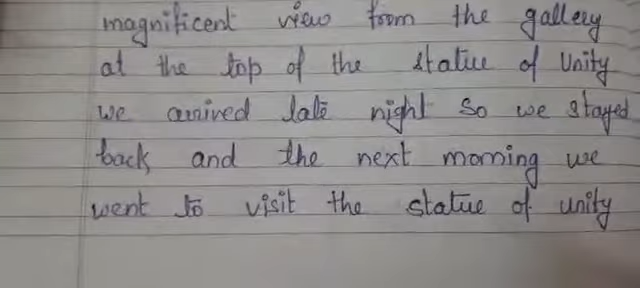 magnificent view from the gallery
at the top of the statue of Unity
we arrived late night so we stayed
back and the next morning we
went to visit the statue of unity